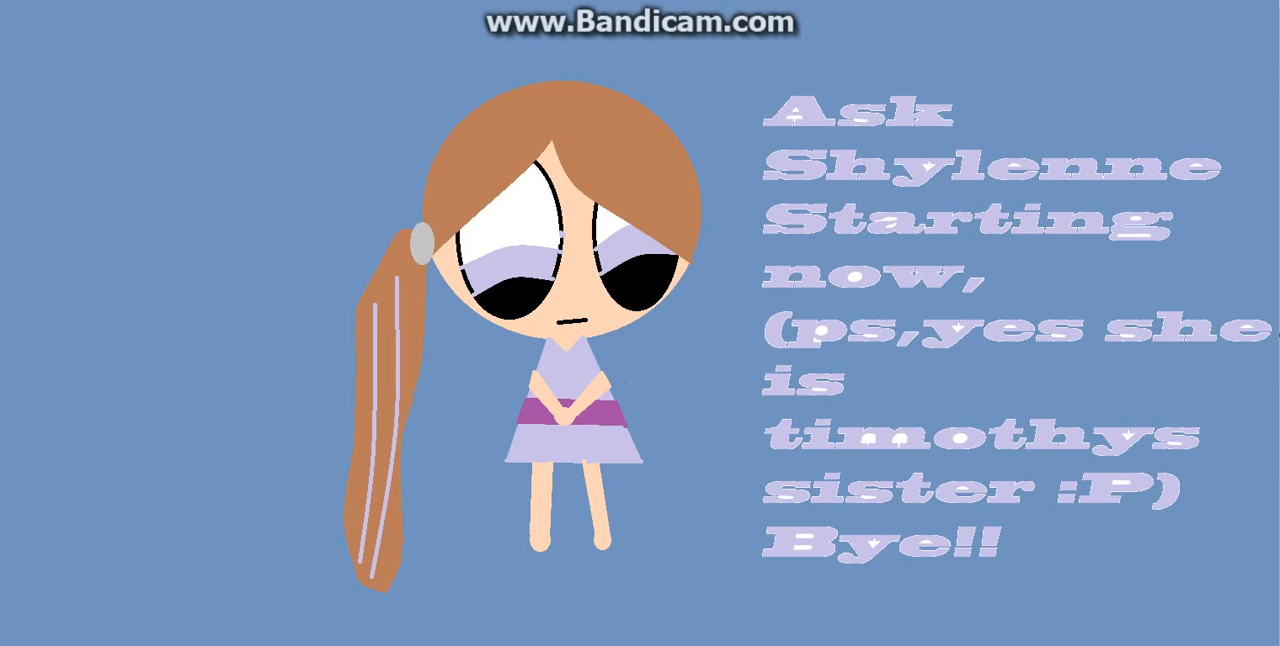 www.Bandicam.com
Ask
Shylenne
Starting
now,
(ps,yes she
is
timothys
sister :P)
Bye!!